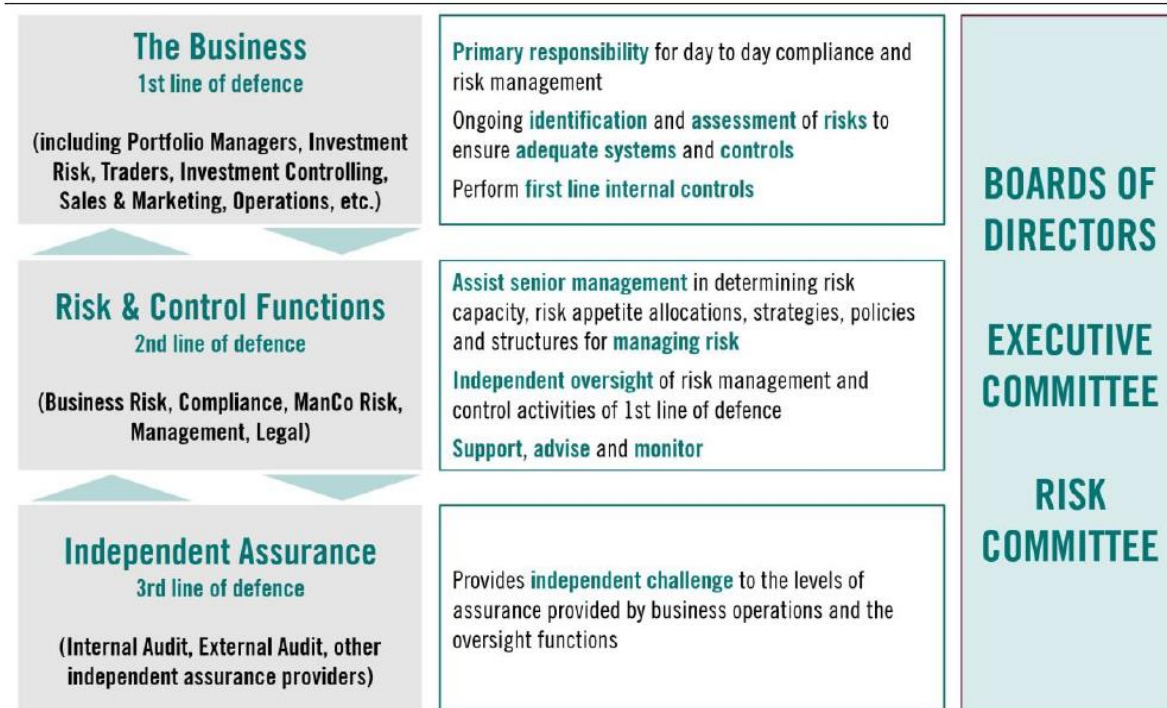 The Business
1st line of defence
(including Portfolio Managers, Investment
Risk, Traders, Investment Controlling,
Sales & Marketing, Operations, etc.)
Primary responsibility for day to day compliance and
risk management
Ongoing identification and assessment of risks to
ensure adequate systems and controls
Perform first line internal controls
Risk & Control Functions
2nd line of defence
(Business Risk, Compliance, ManCo Risk,
Management, Legal)
Assist senior management in determining risk
capacity, risk appetite allocations, strategies, policies
and structures for managing risk
Independent oversight of risk management and
control activities of 1st line of defence
Support, advise and monitor
Independent Assurance
3rd line of defence
(Internal Audit, External Audit, other
independent assurance providers)
Provides independent challenge to the levels of
assurance provided by business operations and the
oversight functions
BOARDS OF
DIRECTORS
EXECUTIVE
COMMITTEE
RISK
COMMITTEE